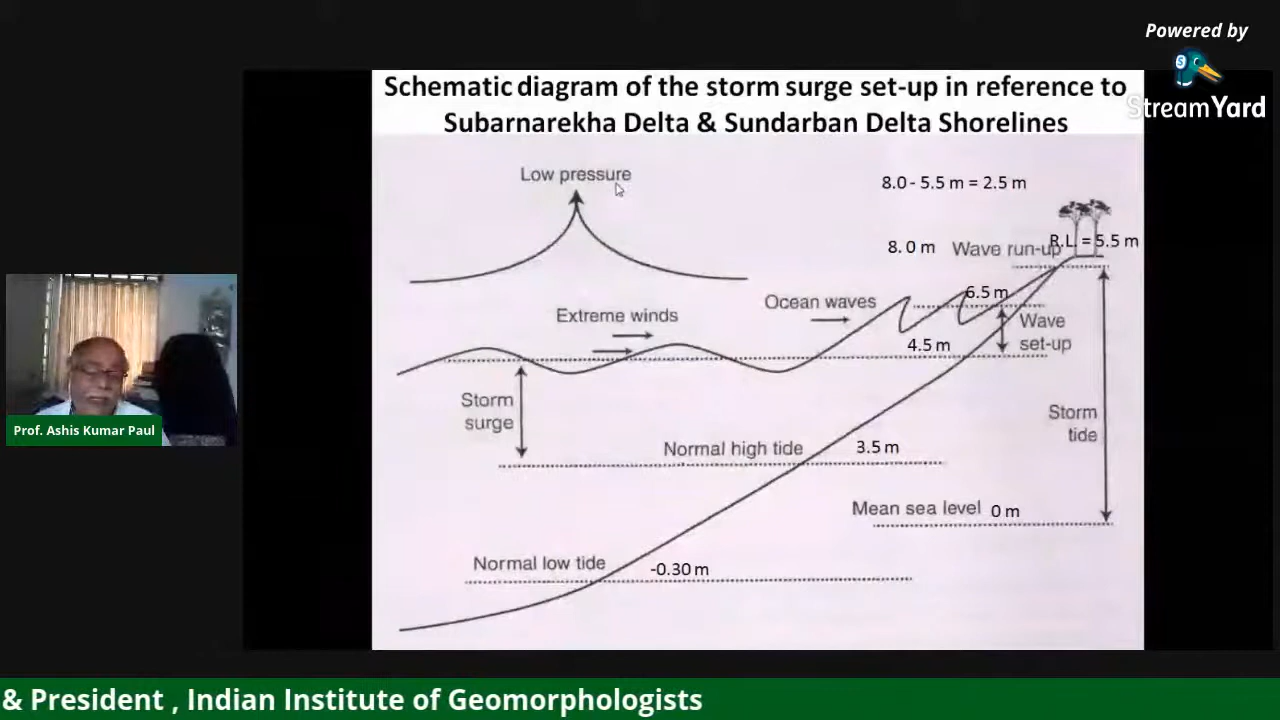 Powered by
StreamYard
Schematic diagram of the storm surge set-up in reference to
Subarnarekha Delta & Sundarban Delta Shorelines
Low pressure
8.0 - 5.5 m = 2.5 m
8.0 m
Wave run-up
R.L. = 5.5 m
Extreme winds
Ocean waves
6.5 m
Wave
set-up
4.5 m
Storm
surge
Storm
tide
Normal high tide
3.5 m
Mean sea level
0 m
Normal low tide
-0.30 m
Prof. Ashis Kumar Paul
& President , Indian Institute of Geomorphologists